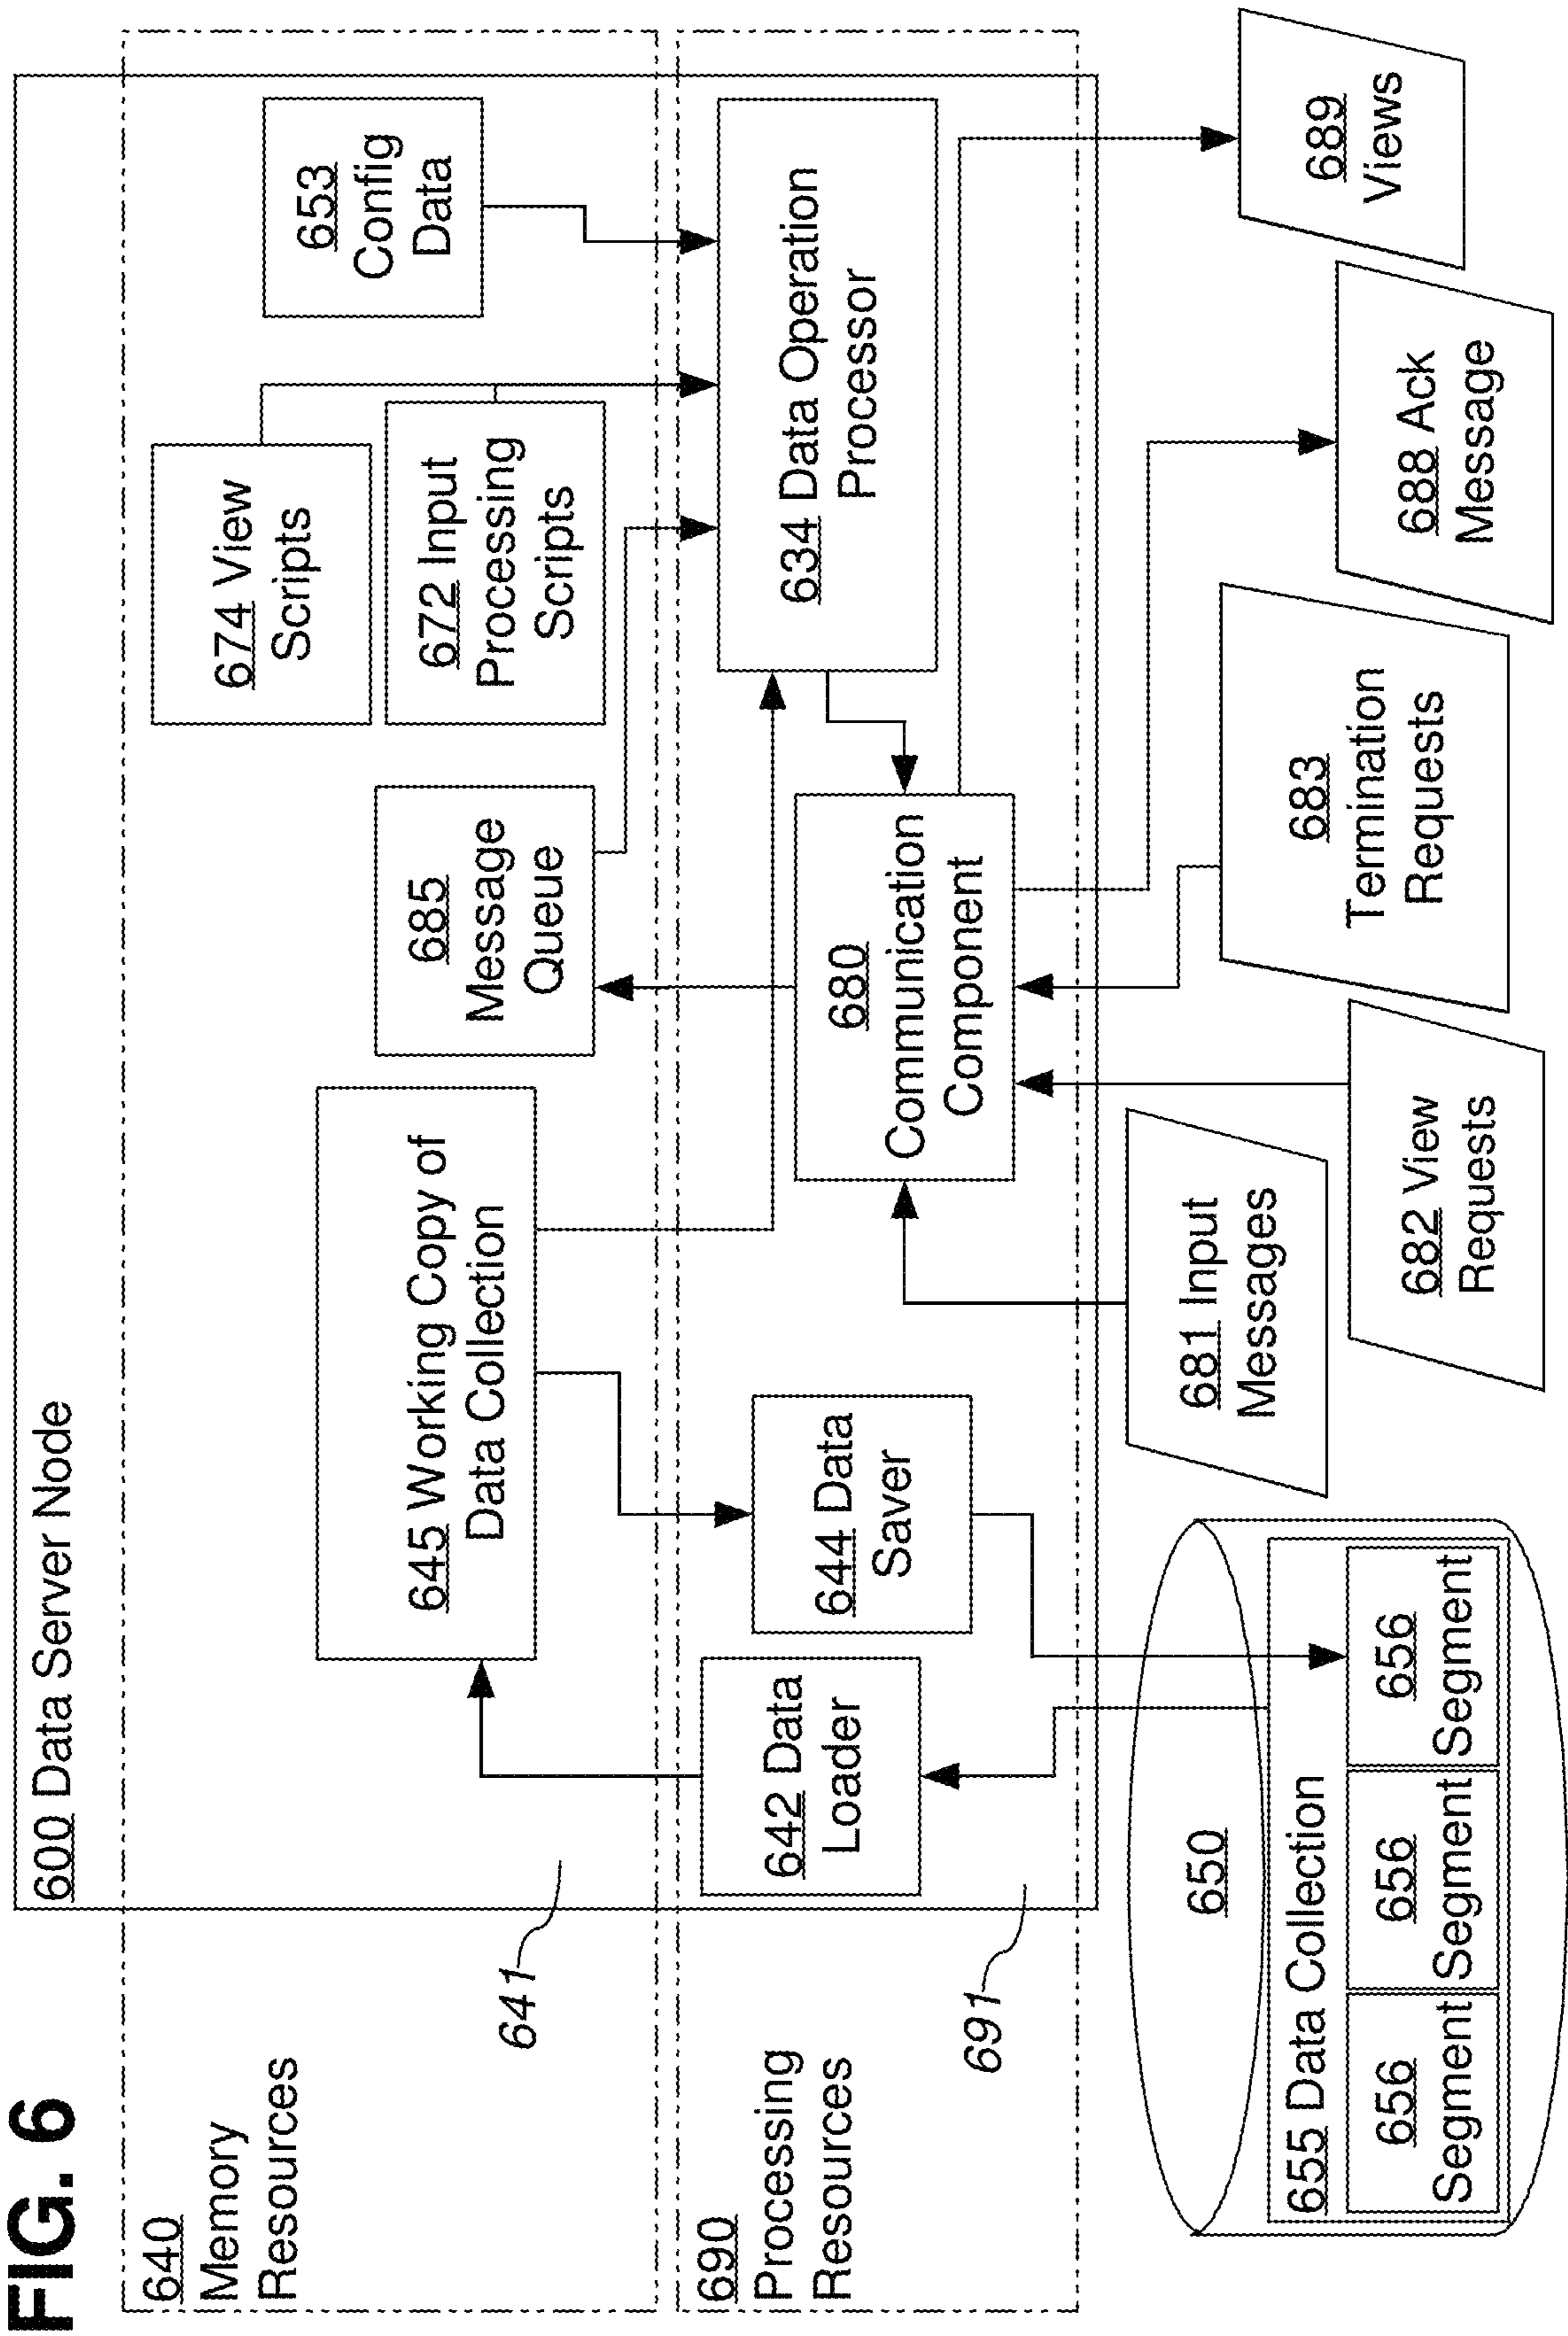 FIG. 6
600 Data Server Node
640
Memory
Resources
641
645 Working Copy of
Data Collection
685
Message
Queue
674 View
Scripts
672 Input
Processing
Scripts
653
Config
Data
690
Processing
Resources
691
642 Data
Loader
644 Data
Saver
680
Communication
Component
634 Data Operation
Processor
650
655 Data Collection
656
Segment
656
Segment
656
Segment
681 Input
Messages
682 View
Requests
683
Termination
Requests
688 Ack
Message
689
Views